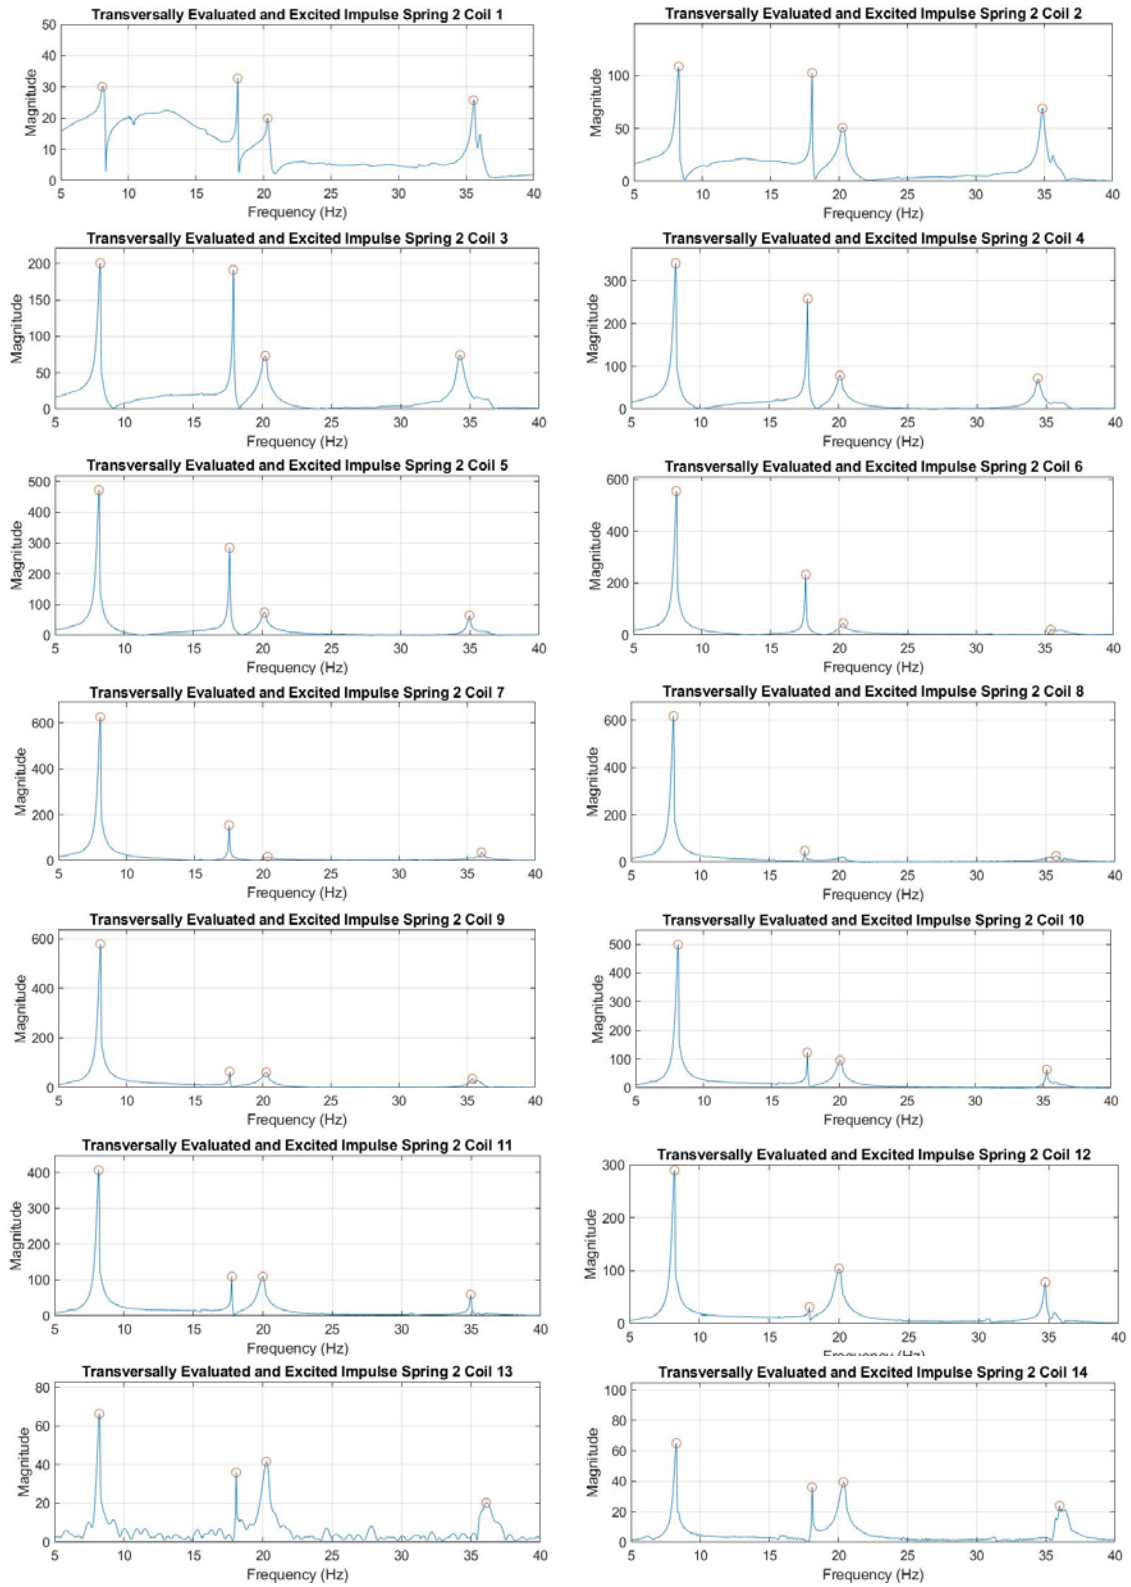 Transversally Evaluated and Excited Impulse Spring 2 Coil 1
50
40
30
20
10
0
Magnitude
5 10 15 20 25 30 35 40
Frequency (Hz)
Transversally Evaluated and Excited Impulse Spring 2 Coil 2
100
50
0
Magnitude
5 10 15 20 25 30 35 40
Frequency (Hz)
Transversally Evaluated and Excited Impulse Spring 2 Coil 3
200
150
100
50
0
Magnitude
5 10 15 20 25 30 35 40
Frequency (Hz)
Transversally Evaluated and Excited Impulse Spring 2 Coil 4
300
200
100
0
Magnitude
5 10 15 20 25 30 35 40
Frequency (Hz)
Transversally Evaluated and Excited Impulse Spring 2 Coil 5
500
400
300
200
100
0
Magnitude
5 10 15 20 25 30 35 40
Frequency (Hz)
Transversally Evaluated and Excited Impulse Spring 2 Coil 6
600
400
200
0
Magnitude
5 10 15 20 25 30 35 40
Frequency (Hz)
Transversally Evaluated and Excited Impulse Spring 2 Coil 7
600
400
200
0
Magnitude
5 10 15 20 25 30 35 40
Frequency (Hz)
Transversally Evaluated and Excited Impulse Spring 2 Coil 8
600
400
200
0
Magnitude
5 10 15 20 25 30 35 40
Frequency (Hz)
Transversally Evaluated and Excited Impulse Spring 2 Coil 9
600
400
200
0
Magnitude
5 10 15 20 25 30 35 40
Frequency (Hz)
Transversally Evaluated and Excited Impulse Spring 2 Coil 10
500
400
300
200
100
0
Magnitude
5 10 15 20 25 30 35 40
Frequency (Hz)
Transversally Evaluated and Excited Impulse Spring 2 Coil 11
400
300
200
100
0
Magnitude
5 10 15 20 25 30 35 40
Frequency (Hz)
Transversally Evaluated and Excited Impulse Spring 2 Coil 12
300
200
100
0
Magnitude
5 10 15 20 25 30 35 40
Frequency (Hz)
Transversally Evaluated and Excited Impulse Spring 2 Coil 13
80
60
40
20
0
Magnitude
5 10 15 20 25 30 35 40
Frequency (Hz)
Transversally Evaluated and Excited Impulse Spring 2 Coil 14
100
80
60
40
20
0
Magnitude
5 10 15 20 25 30 35 40
Frequency (Hz)